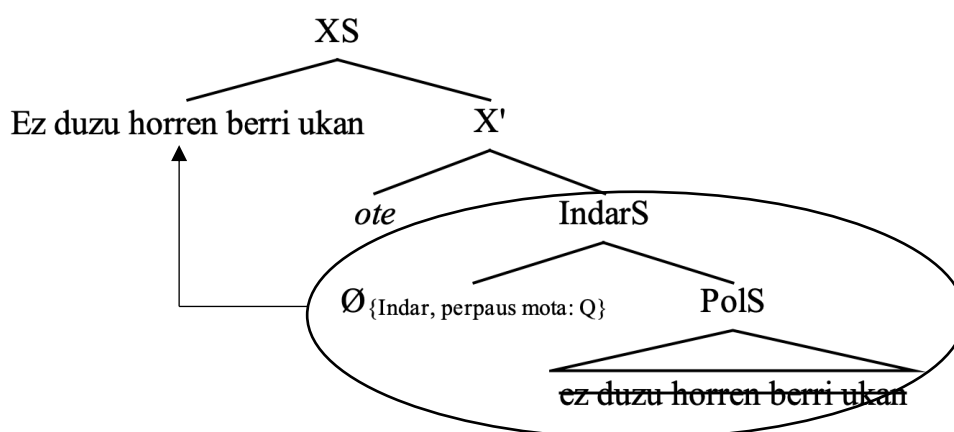 XS
Ez duzu horren berri ukan
X'
ote
IndarS
Ø{Indar, perpaus mota: Q}
PolS
ez duzu horren berri ukan